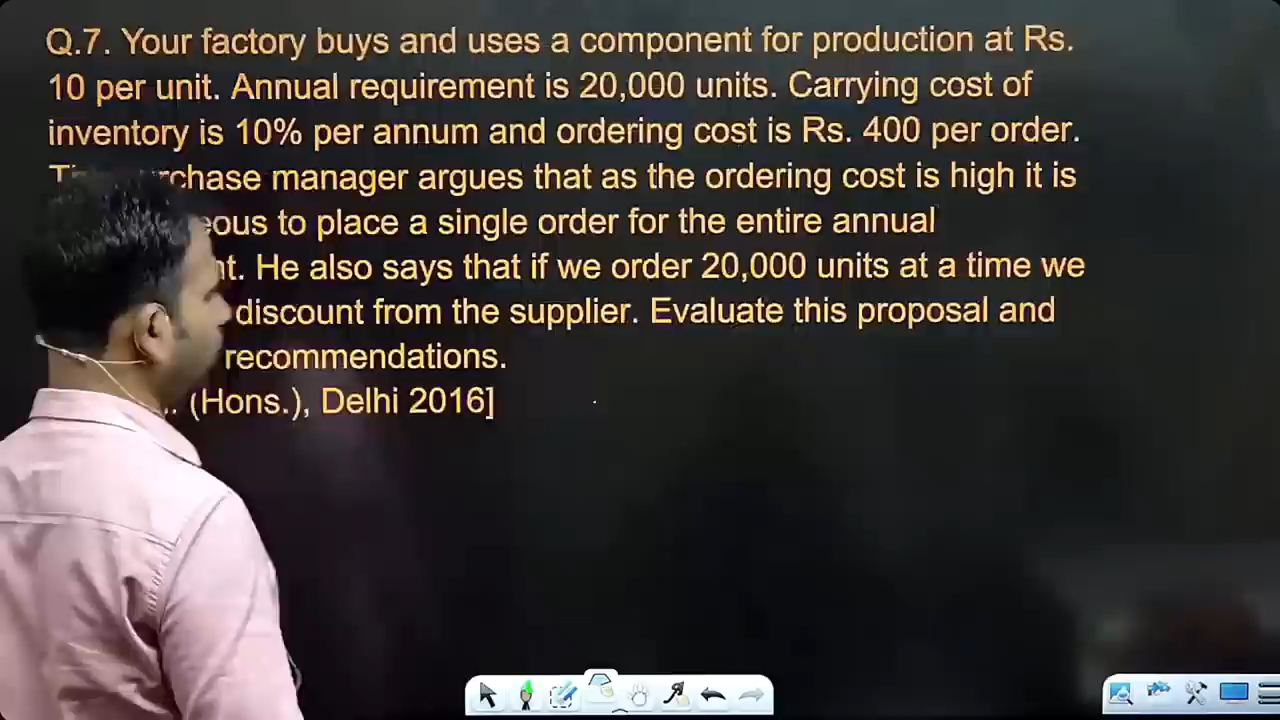 Q.7. Your factory buys and uses a component for production at Rs.
10 per unit. Annual requirement is 20,000 units. Carrying cost of
inventory is 10% per annum and ordering cost is Rs. 400 per order.
manager argues that as the ordering cost is high it is
to place a single order for the entire annual
He also says that if we order 20,000 units at a time we
discount from the supplier. Evaluate this proposal and
recommendations.
(Hons.), Delhi 2016]